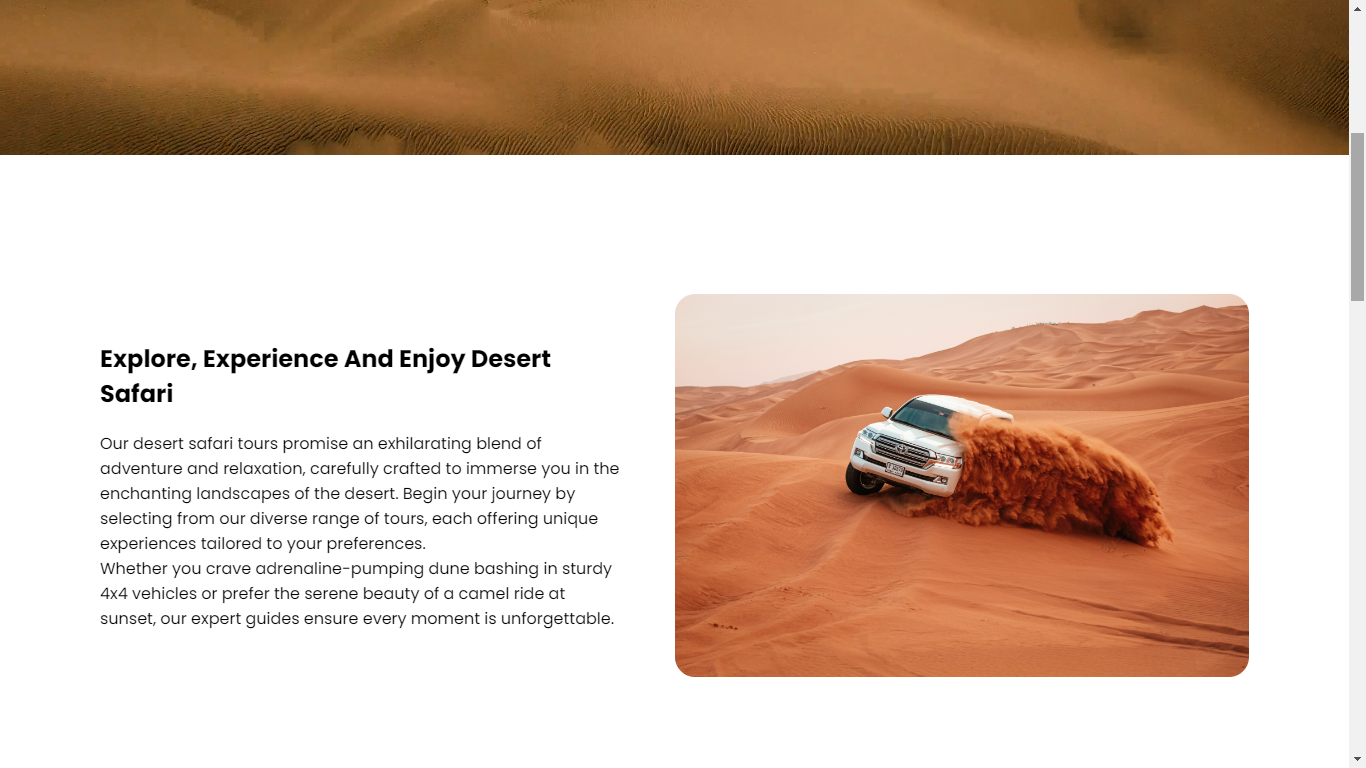 Explore, Experience And Enjoy Desert
Safari
Our desert safari tours promise an exhilarating blend of
adventure and relaxation, carefully crafted to immerse you in the
enchanting landscapes of the desert. Begin your journey by
selecting from our diverse range of tours, each offering unique
experiences tailored to your preferences.
Whether you crave adrenaline-pumping dune bashing in sturdy
4x4 vehicles or prefer the serene beauty of a camel ride at
sunset, our expert guides ensure every moment is unforgettable.